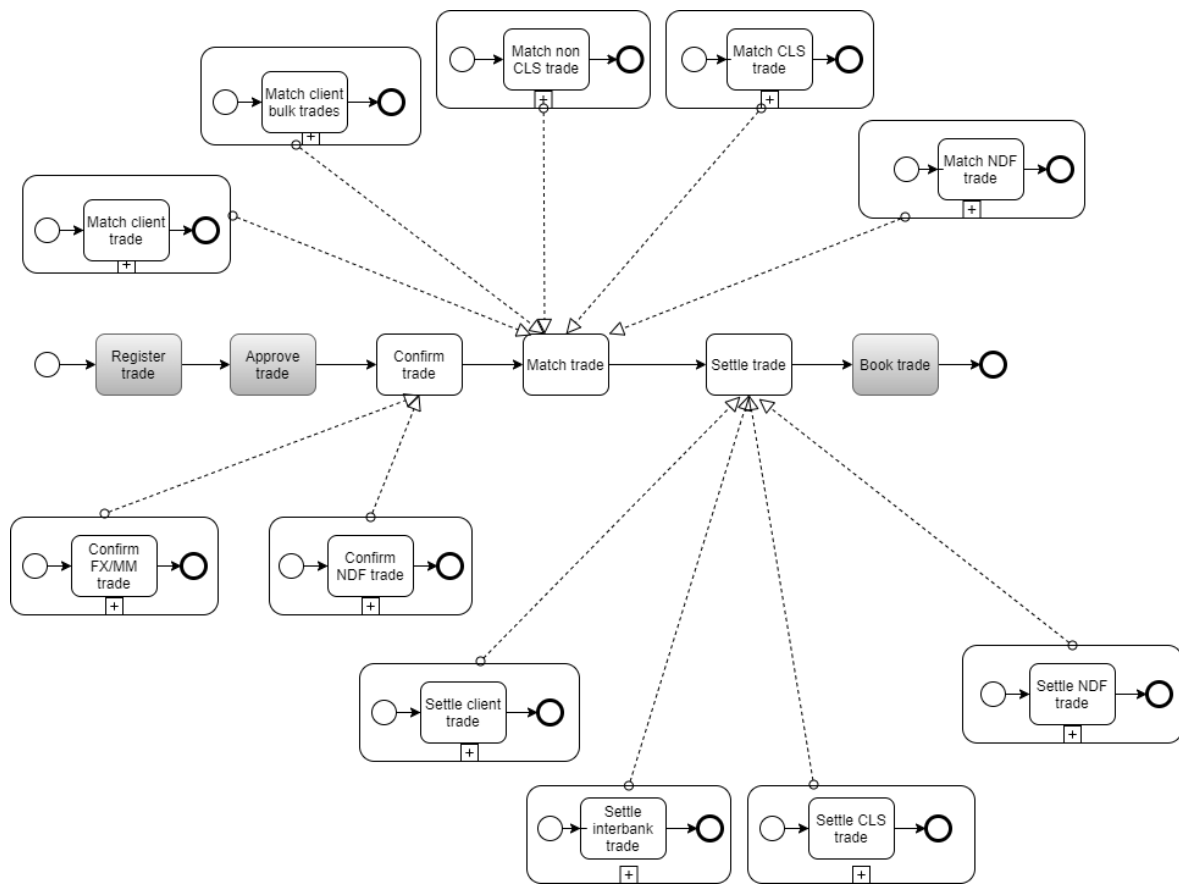 Match non
CLS trade
+
Match CLS
trade
+
Match client
bulk trades
+
Match NDF
trade
+
Match client
trade
+
Register
trade
Approve
trade
Confirm
trade
Match trade
Settle trade
Book trade
Confirm
FX/MM
trade
+
Confirm
NDF trade
+
Settle client
trade
+
Settle NDF
trade
+
Settle
interbank
trade
+
Settle CLS
trade
+